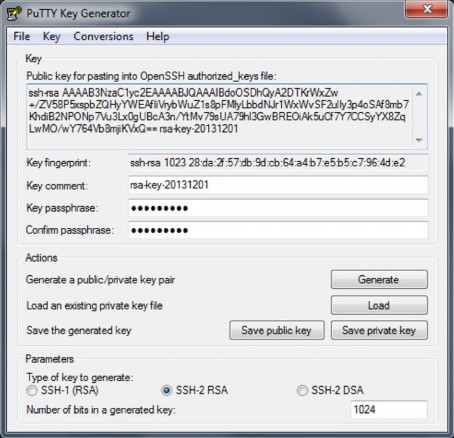 PuTTY Key Generator
File Key Conversions Help
Key
Public key for pasting into OpenSSH authorized_keys file:
ssh-rsa AAAAB3NzaC1yc2EAAAABJQAAAIBdoOSDhQyA2DTKrWxZw
+/ZV58P5xspbZQHyYWEAfliVrybWuZ1s8pFMlyLbbdNJr1WxWvSF2ully3p4oSAf8mb7
KhdiB2NPONp7Vu3Lx0gUBcA3n/YtMv79sUA79hl3GwBREOiAk5uCf7Y7CCSyYX8Zq
LwMO/wY764Vb8mjiKVxQ== rsa-key-20131201
Key fingerprint: ssh-rsa 1023 28:da:2f:57:db:9d:cb:64:a4:b7:e5:b5:c7:96:4d:e2
Key comment: rsa-key-20131201
Key passphrase: •••••••••
Confirm passphrase: •••••••••
Actions
Generate a public/private key pair Generate
Load an existing private key file Load
Save the generated key Save public key Save private key
Parameters
Type of key to generate:
SSH-1 (RSA) SSH-2 RSA SSH-2 DSA
Number of bits in a generated key: 1024